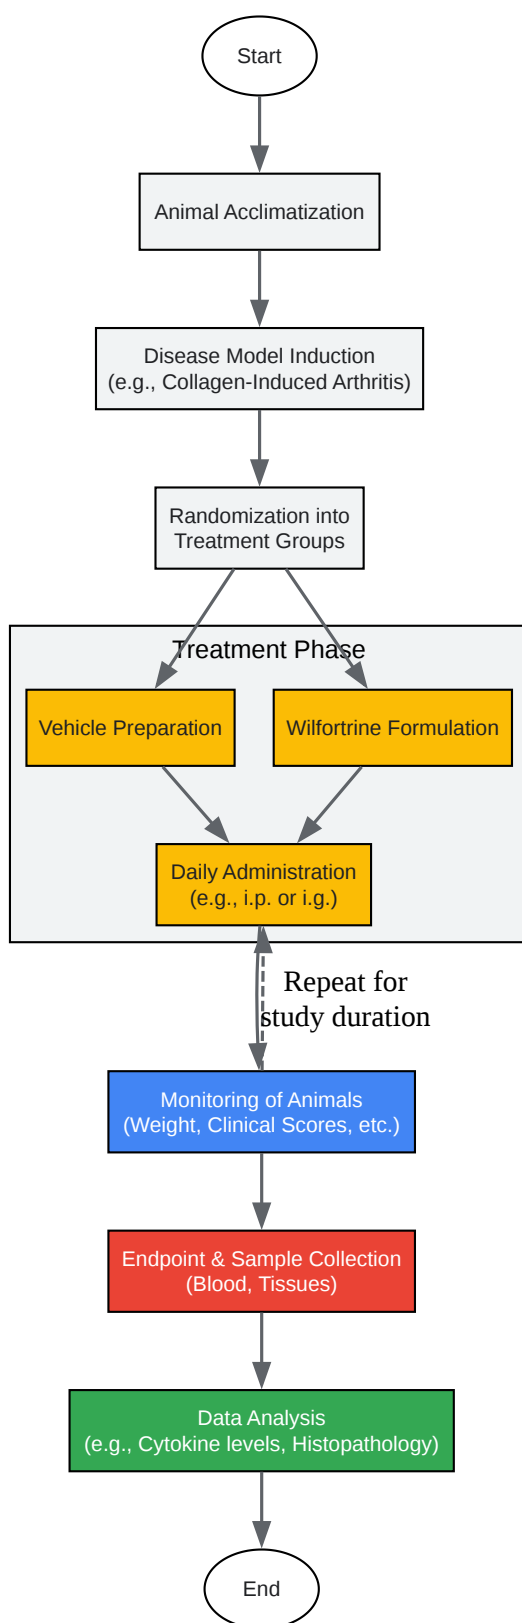 Start
Animal Acclimatization
Disease Model Induction
(e.g., Collagen-Induced Arthritis)
Randomization into
Treatment Groups
Treatment Phase
Vehicle Preparation
Wilfortrine Formulation
Daily Administration
(e.g., i.p. or i.g.)
Repeat for
study duration
Monitoring of Animals
(Weight, Clinical Scores, etc.)
Endpoint & Sample Collection
(Blood, Tissues)
Data Analysis
(e.g., Cytokine levels, Histopathology)
End